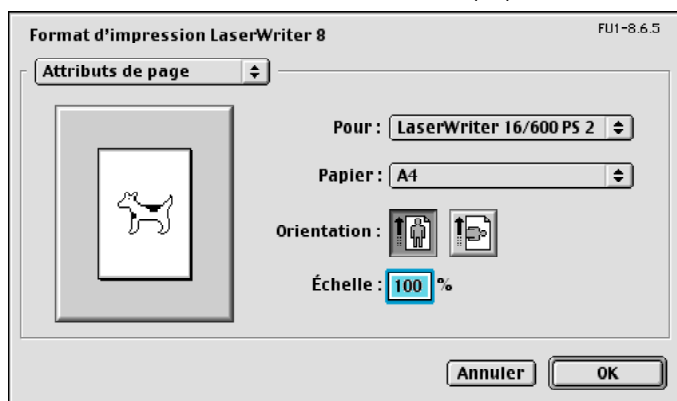 Format d’impression LaserWriter 8
FU1-8.6.5
Attributs de page
Pour : LaserWriter 16/600 PS 2
Papier : A4
Orientation :
Échelle : 100 %
Annuler
OK